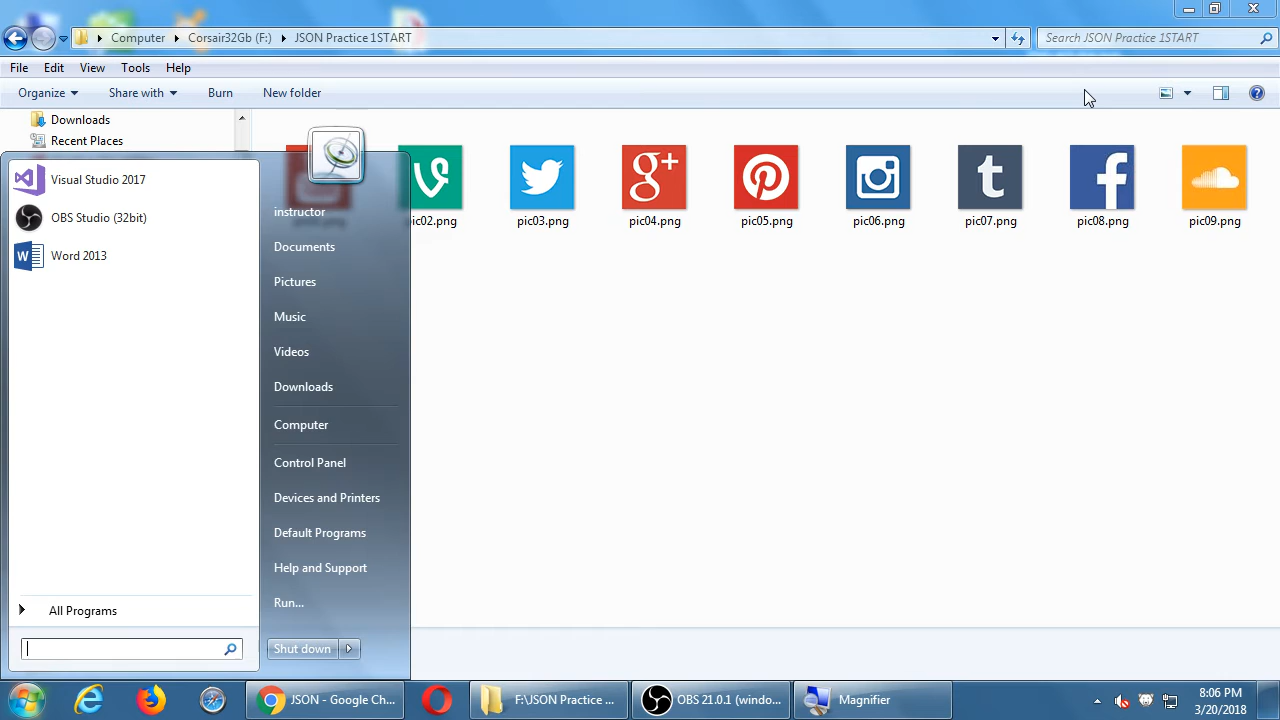 Computer Corsair32Gb (F:) JSON Practice 1START
Search JSON Practice 1START
File Edit View Tools Help
Organize Share with Burn New folder
Downloads
Recent Places
pic02.png pic03.png pic04.png pic05.png pic06.png pic07.png pic08.png pic09.png
Visual Studio 2017
OBS Studio (32bit)
Word 2013
All Programs
instructor
Documents
Pictures
Music
Videos
Downloads
Computer
Control Panel
Devices and Printers
Default Programs
Help and Support
Run...
Shut down
JSON - Google Ch...
F:\JSON Practice ...
OBS 21.0.1 (windo...
Magnifier
8:06 PM
3/20/2018